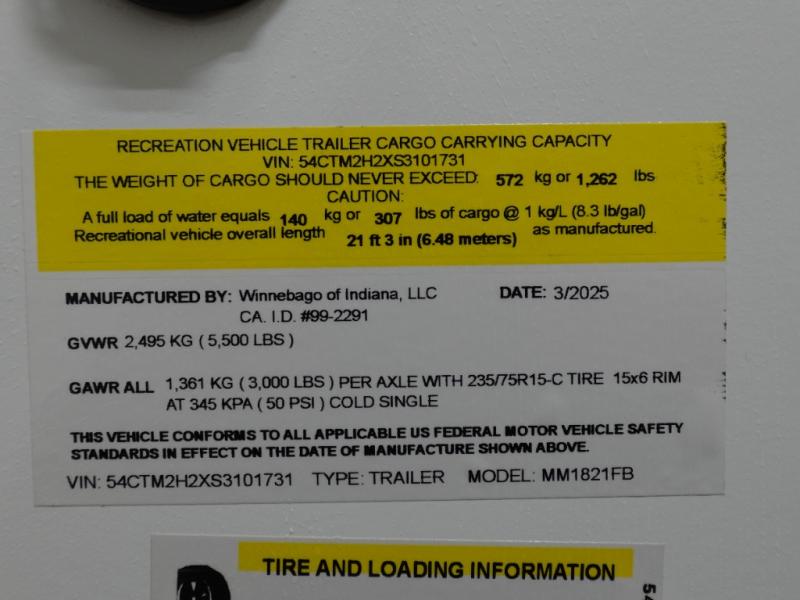 RECREATION VEHICLE TRAILER CARGO CARRYING CAPACITY
VIN: 54CTM2H2XS3101731
THE WEIGHT OF CARGO SHOULD NEVER EXCEED: 572 kg or 1,262 lbs
CAUTION:
A full load of water equals 140 kg or 307 lbs of cargo @ 1 kg/L (8.3 lb/gal)
Recreational vehicle overall length 21 ft 3 in (6.48 meters) as manufactured.
MANUFACTURED BY: Winnebago of Indiana, LLC DATE: 3/2025
CA. I.D. #99-2291
GVWR 2,495 KG ( 5,500 LBS )
GAWR ALL 1,361 KG ( 3,000 LBS ) PER AXLE WITH 235/75R15-C TIRE 15x6 RIM
AT 345 KPA ( 50 PSI ) COLD SINGLE
THIS VEHICLE CONFORMS TO ALL APPLICABLE US FEDERAL MOTOR VEHICLE SAFETY
STANDARDS IN EFFECT ON THE DATE OF MANUFACTURE SHOWN ABOVE.
VIN: 54CTM2H2XS3101731 TYPE: TRAILER MODEL: MM1821FB
TIRE AND LOADING INFORMATION